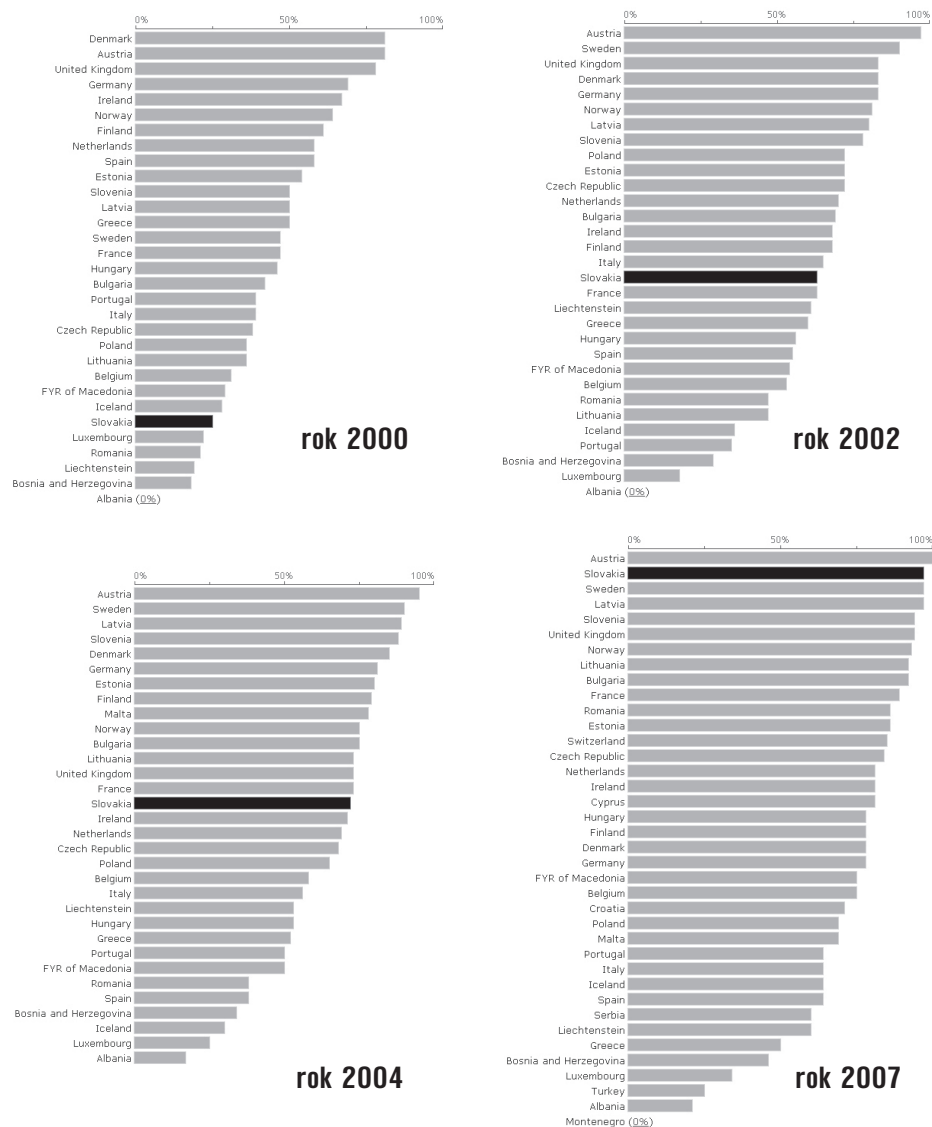 0% 50% 100%
Denmark
Austria
United Kingdom
Germany
Ireland
Norway
Finland
Netherlands
Spain
Estonia
Slovenia
Latvia
Greece
Sweden
France
Hungary
Bulgaria
Portugal
Italy
Czech Republic
Poland
Lithuania
Belgium
FYR of Macedonia
Iceland
Slovakia
Luxembourg
Romania
Liechtenstein
Bosnia and Herzegovina
Albania (0%)
rok 2000
0% 50% 100%
Austria
Sweden
United Kingdom
Denmark
Germany
Norway
Latvia
Slovenia
Poland
Estonia
Czech Republic
Netherlands
Bulgaria
Ireland
Finland
Italy
Slovakia
France
Liechtenstein
Greece
Hungary
Spain
FYR of Macedonia
Belgium
Romania
Lithuania
Iceland
Portugal
Bosnia and Herzegovina
Luxembourg
Albania (0%)
rok 2002
0% 50% 100%
Austria
Sweden
Latvia
Slovenia
Denmark
Germany
Estonia
Finland
Malta
Norway
Bulgaria
Lithuania
United Kingdom
France
Slovakia
Ireland
Netherlands
Czech Republic
Poland
Belgium
Italy
Liechtenstein
Hungary
Greece
Portugal
FYR of Macedonia
Romania
Spain
Bosnia and Herzegovina
Iceland
Luxembourg
Albania
rok 2004
0% 50% 100%
Austria
Slovakia
Sweden
Latvia
Slovenia
United Kingdom
Norway
Lithuania
Bulgaria
France
Romania
Estonia
Switzerland
Czech Republic
Netherlands
Ireland
Cyprus
Hungary
Finland
Denmark
Germany
FYR of Macedonia
Belgium
Croatia
Poland
Malta
Portugal
Italy
Iceland
Spain
Serbia
Liechtenstein
Greece
Bosnia and Herzegovina
Luxembourg
Turkey
Albania
Montenegro (0%)
rok 2007